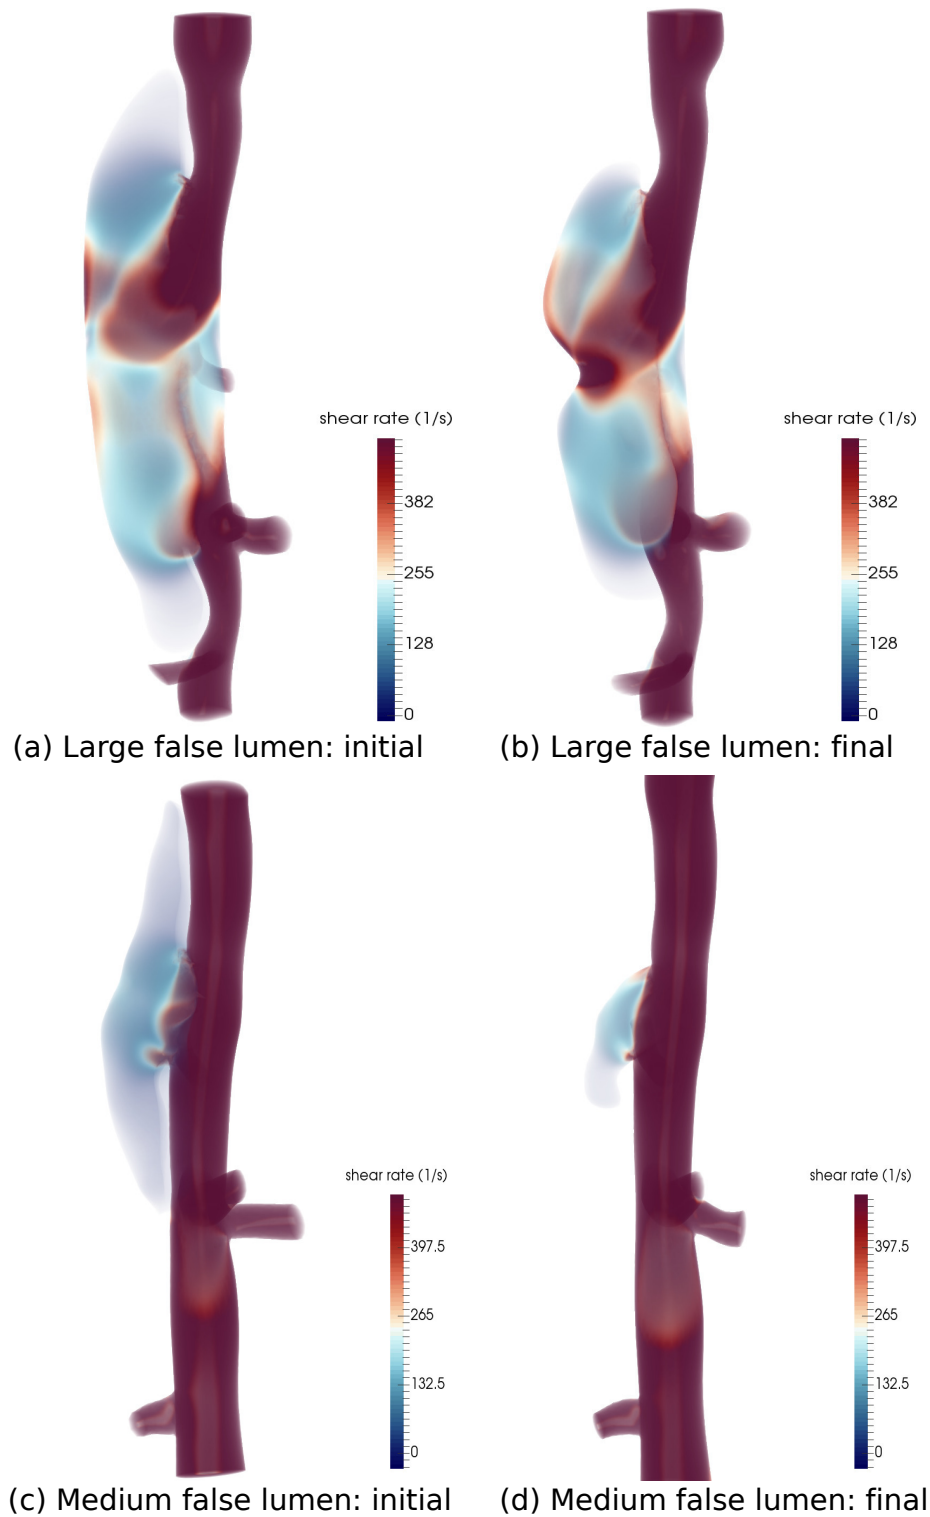 shear rate (1/s)
382
255
128
0
shear rate (1/s)
382
255
128
0
(a) Large false lumen: initial
(b) Large false lumen: final
shear rate (1/s)
397.5
265
132.5
0
shear rate (1/s)
397.5
265
132.5
0
(c) Medium false lumen: initial
(d) Medium false lumen: final